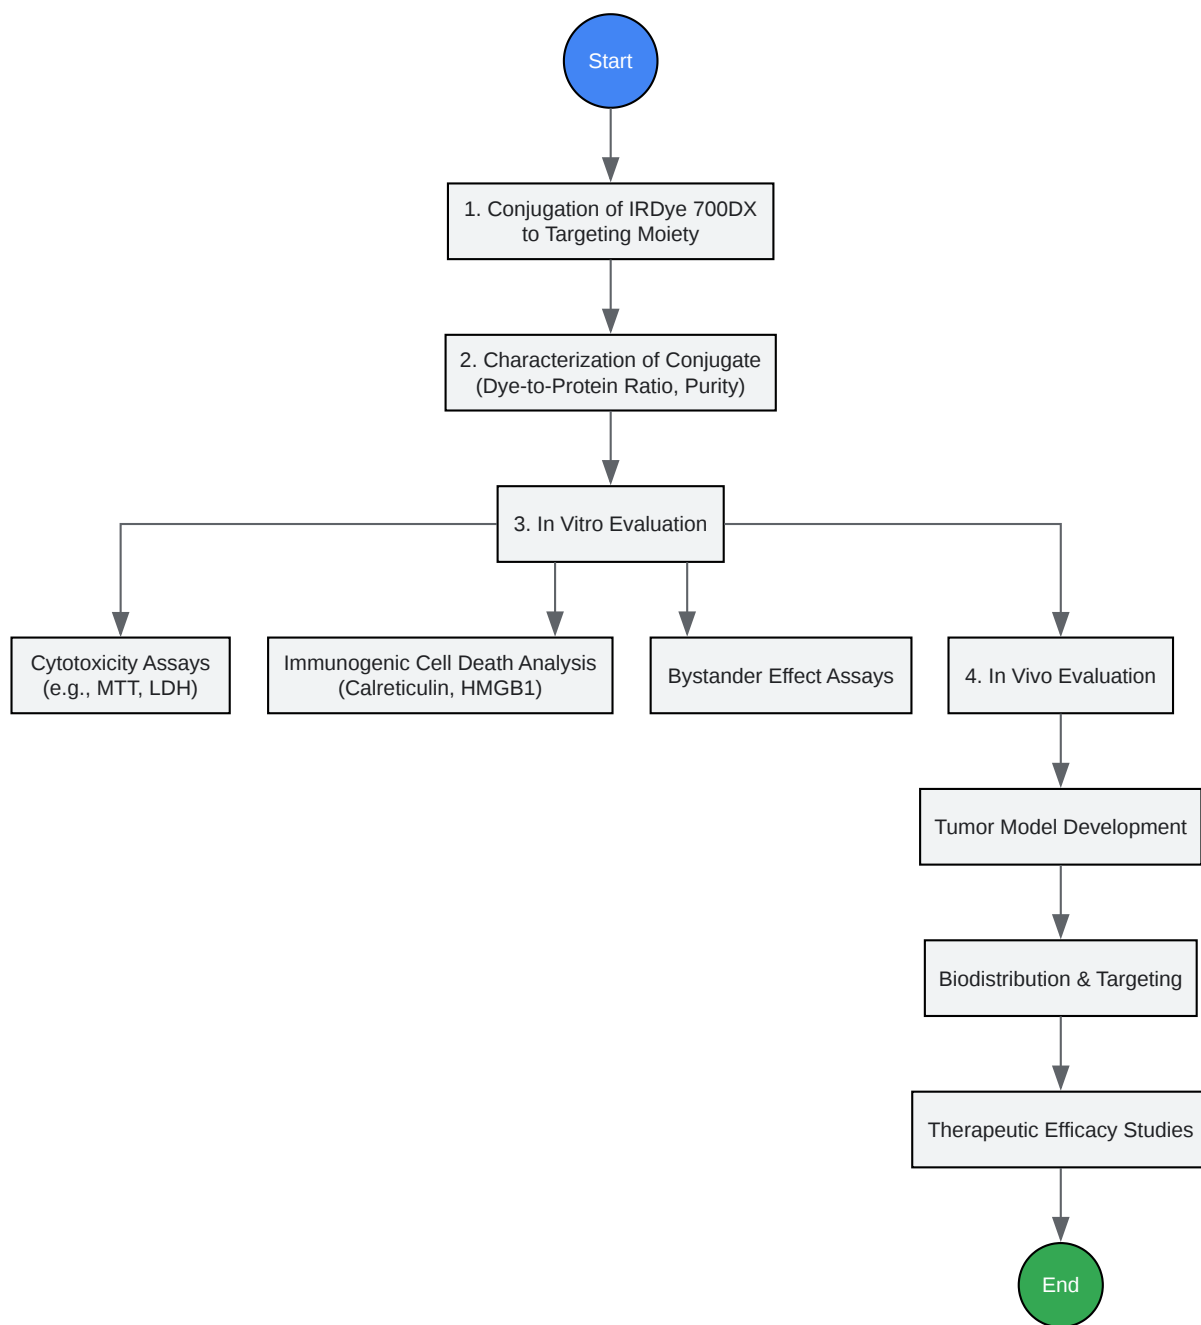 Start
1. Conjugation of IRDye 700DX
to Targeting Moiety
2. Characterization of Conjugate
(Dye-to-Protein Ratio, Purity)
3. In Vitro Evaluation
Cytotoxicity Assays
(e.g., MTT, LDH)
Immunogenic Cell Death Analysis
(Calreticulin, HMGB1)
Bystander Effect Assays
4. In Vivo Evaluation
Tumor Model Development
Biodistribution & Targeting
Therapeutic Efficacy Studies
End